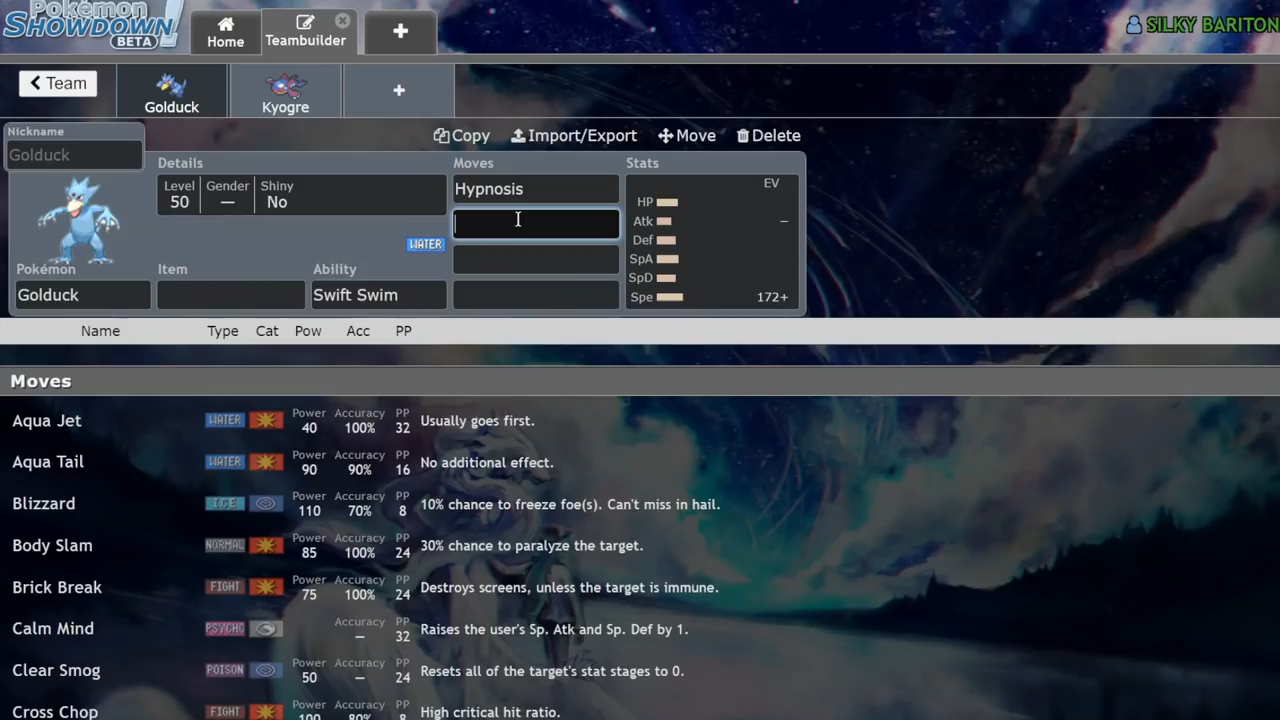 Pokémon
SHOWDOWN!
BETA
Home
Teambuilder
SILKY BARITON
Team
Golduck
Kyogre
Nickname
Golduck
Copy
Import/Export
Move
Delete
Details
Moves
Stats
Level
Gender
Shiny
50
—
No
Hypnosis
EV
HP
Atk
–
Def
WATER
SpA
Pokémon
Item
Ability
SpD
Golduck
Swift Swim
Spe
172+
Name
Type
Cat
Pow
Acc
PP
Moves
Aqua Jet WATER Power 40 Accuracy 100% PP 32 Usually goes first.
Aqua Tail WATER Power 90 Accuracy 90% PP 16 No additional effect.
Blizzard ICE Power 110 Accuracy 70% PP 8 10% chance to freeze foe(s). Can't miss in hail.
Body Slam NORMAL Power 85 Accuracy 100% PP 24 30% chance to paralyze the target.
Brick Break FIGHT Power 75 Accuracy 100% PP 24 Destroys screens, unless the target is immune.
Calm Mind PSYCHC Accuracy — PP 32 Raises the user's Sp. Atk and Sp. Def by 1.
Clear Smog POISON Power 50 Accuracy — PP 24 Resets all of the target's stat stages to 0.
Cross Chop FIGHT Power 100 Accuracy 80% PP 8 High critical hit ratio.